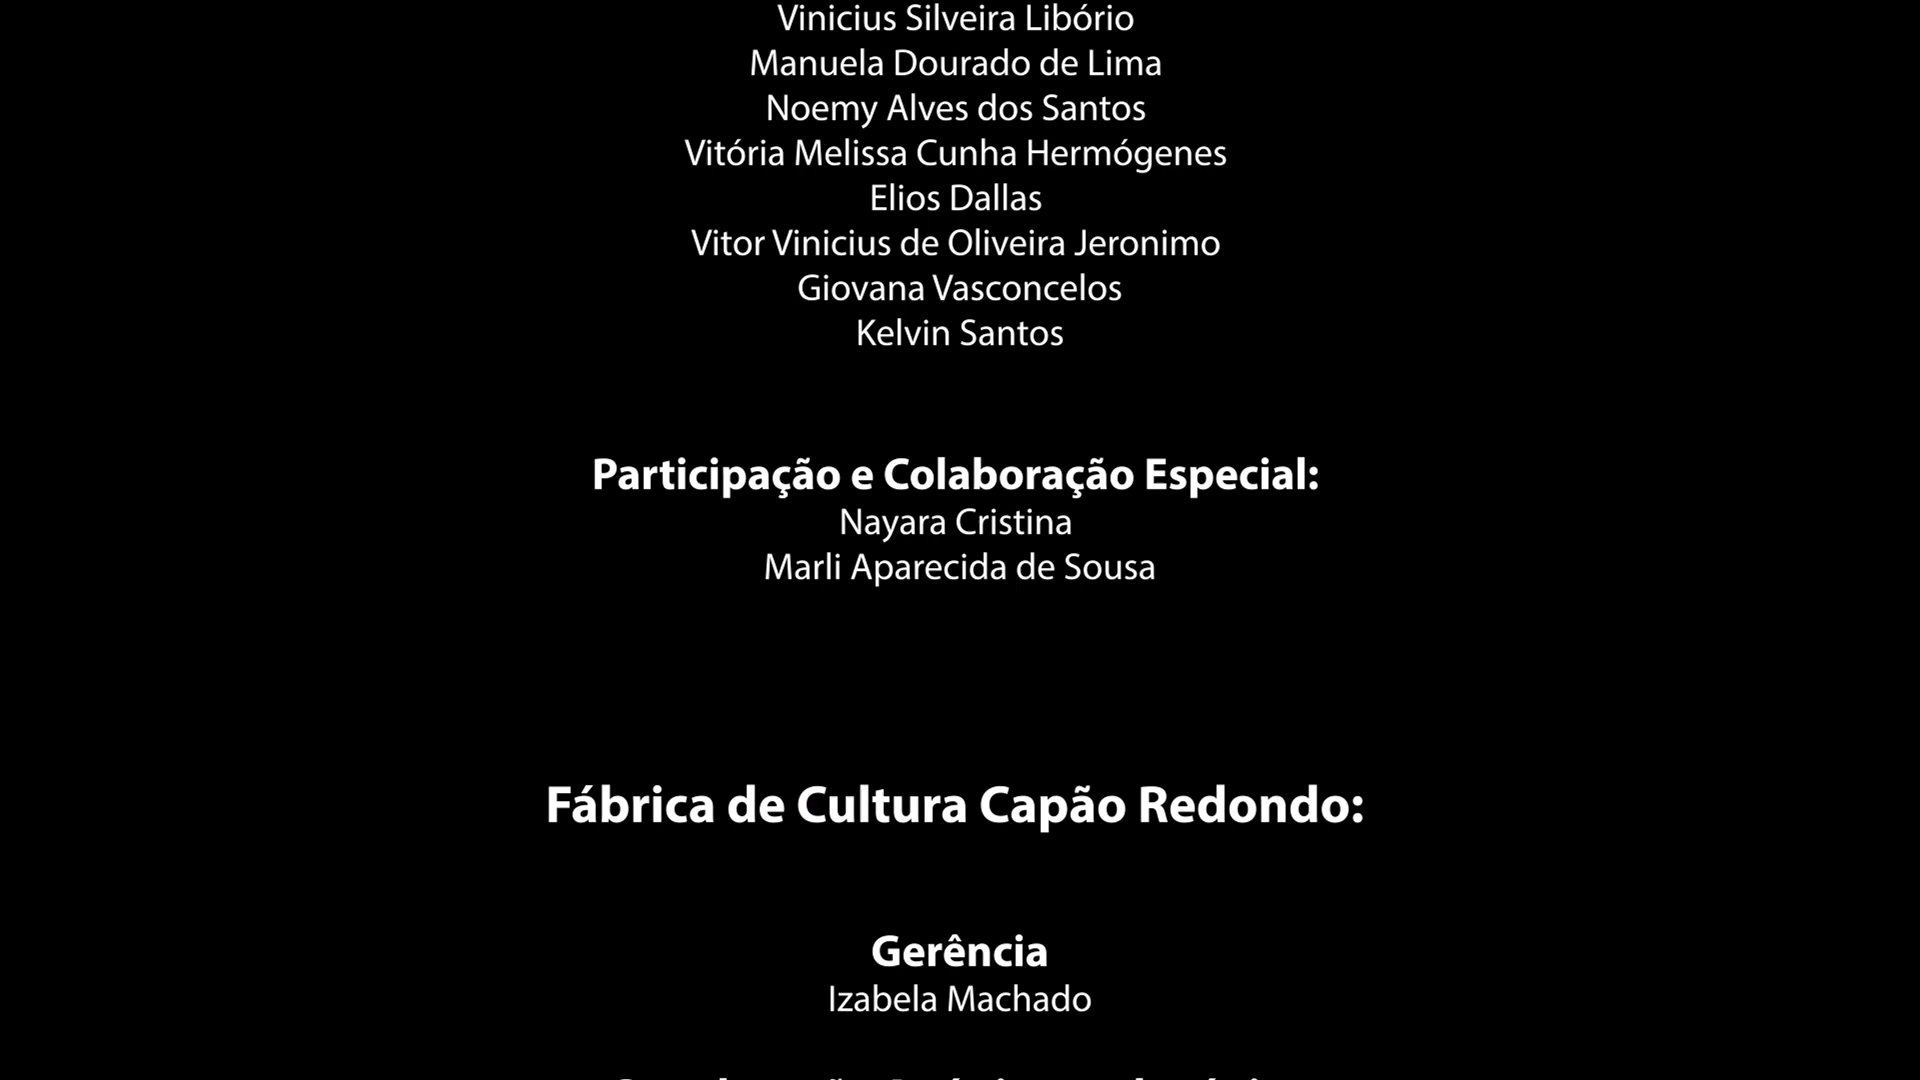 Vinicius Silveira Libório
Manuela Dourado de Lima
Noemy Alves dos Santos
Vitória Melissa Cunha Hermógenes
Elios Dallas
Vitor Vinicius de Oliveira Jeronimo
Giovana Vasconcelos
Kelvin Santos
Participação e Colaboração Especial:
Nayara Cristina
Marli Aparecida de Sousa
Fábrica de Cultura Capão Redondo:
Gerência
Izabela Machado